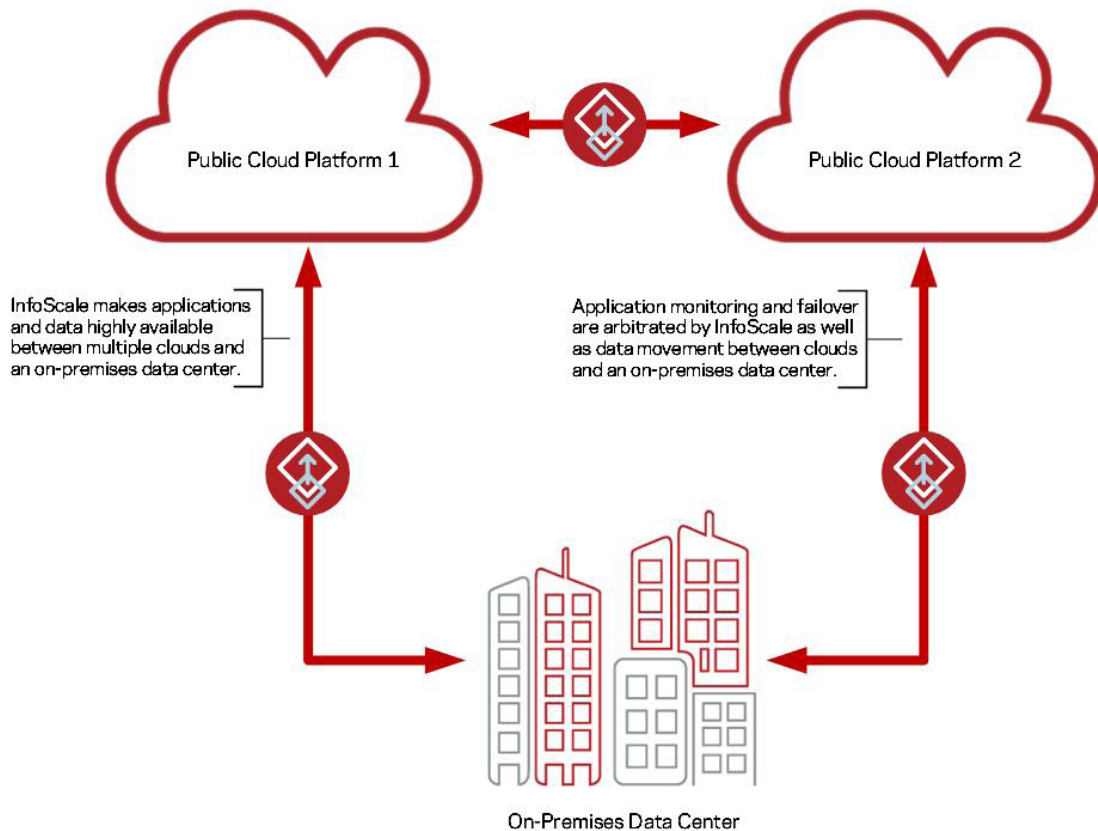 Public Cloud Platform 1
Public Cloud Platform 2
InfoScale makes applications
and data highly available
between multiple clouds and
an on-premises data center.
Application monitoring and failover
are arbitrated by InfoScale as well
as data movement between clouds
and an on-premises data center.
On-Premises Data Center